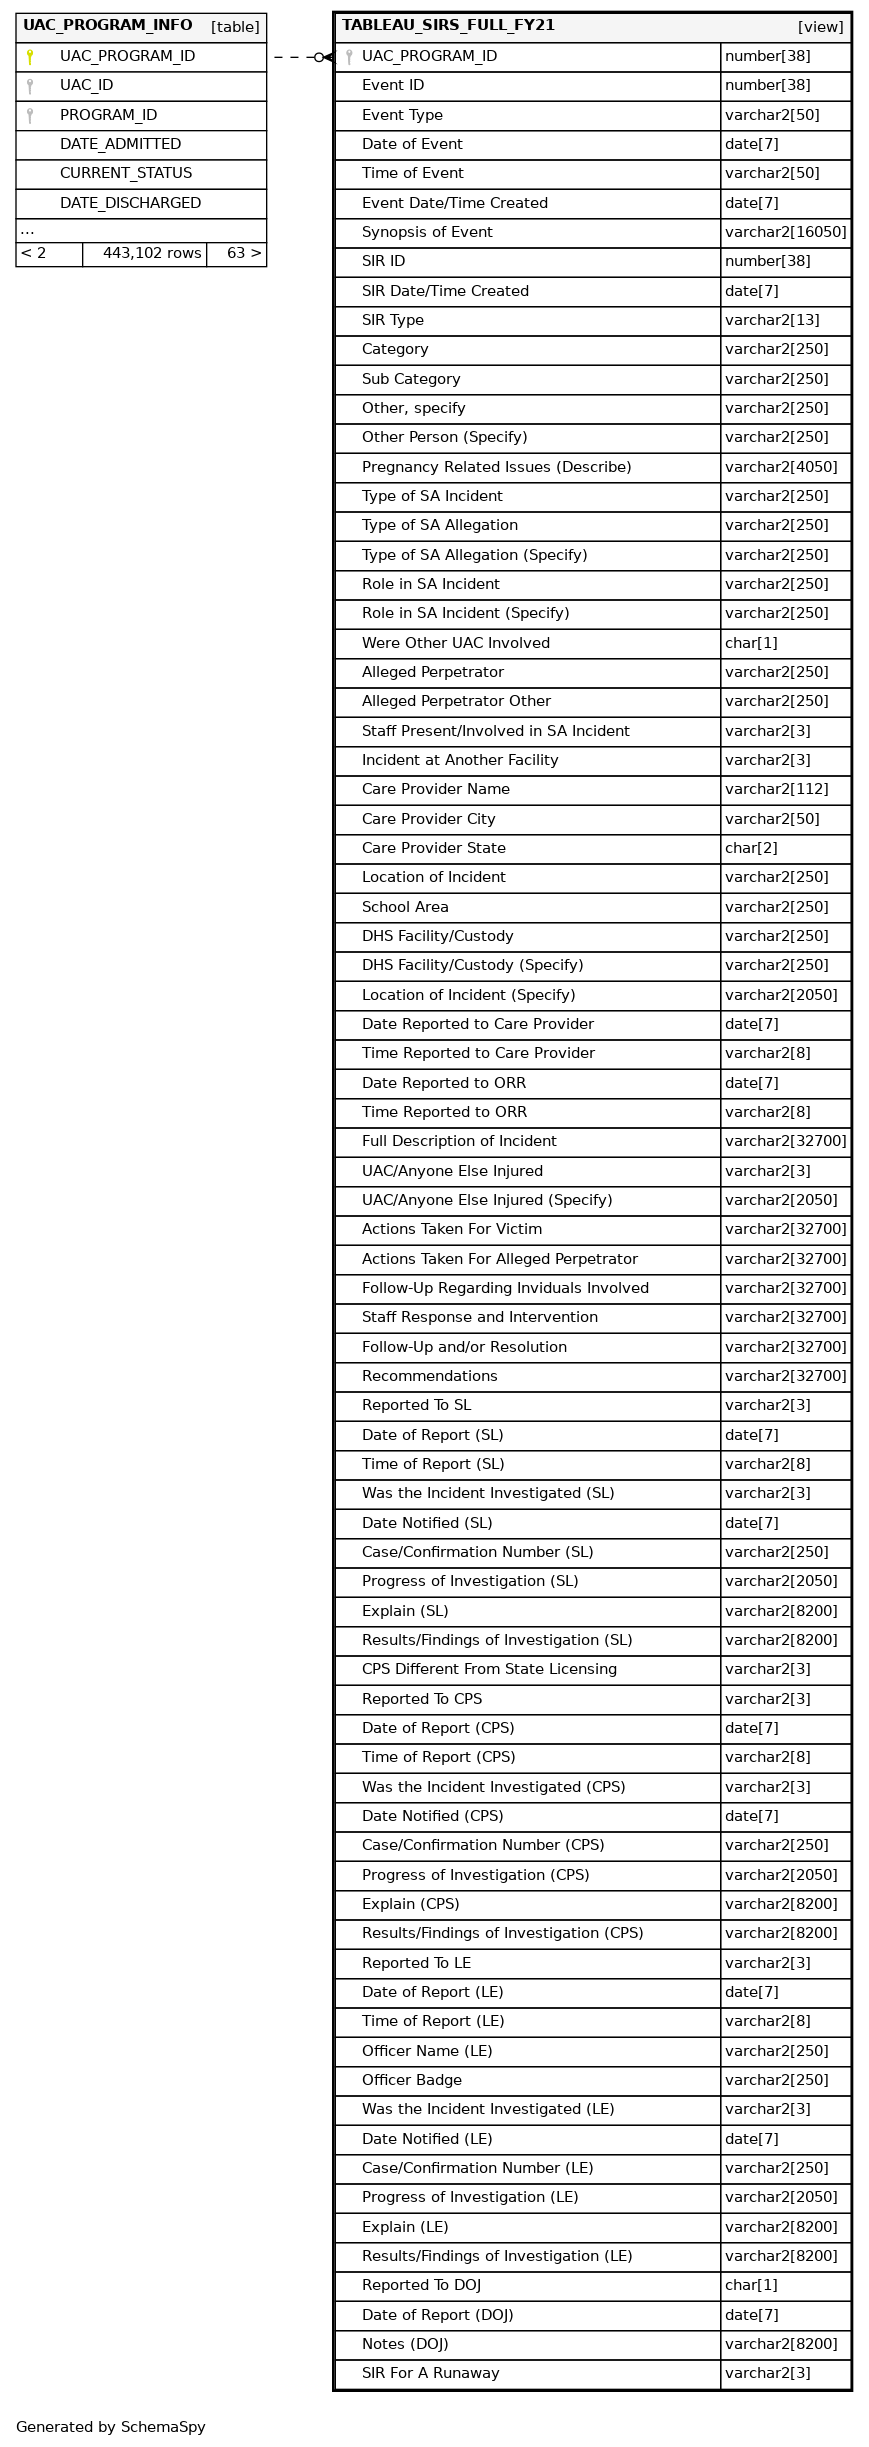 UAC_PROGRAM_INFO [table]
UAC_PROGRAM_ID
UAC_ID
PROGRAM_ID
DATE_ADMITTED
CURRENT_STATUS
DATE_DISCHARGED
...
< 2 443,102 rows 63 >
TABLEAU_SIRS_FULL_FY21 [view]
UAC_PROGRAM_ID number[38]
Event ID number[38]
Event Type varchar2[50]
Date of Event date[7]
Time of Event varchar2[50]
Event Date/Time Created date[7]
Synopsis of Event varchar2[16050]
SIR ID number[38]
SIR Date/Time Created date[7]
SIR Type varchar2[13]
Category varchar2[250]
Sub Category varchar2[250]
Other, specify varchar2[250]
Other Person (Specify) varchar2[250]
Pregnancy Related Issues (Describe) varchar2[4050]
Type of SA Incident varchar2[250]
Type of SA Allegation varchar2[250]
Type of SA Allegation (Specify) varchar2[250]
Role in SA Incident varchar2[250]
Role in SA Incident (Specify) varchar2[250]
Were Other UAC Involved char[1]
Alleged Perpetrator varchar2[250]
Alleged Perpetrator Other varchar2[250]
Staff Present/Involved in SA Incident varchar2[3]
Incident at Another Facility varchar2[3]
Care Provider Name varchar2[112]
Care Provider City varchar2[50]
Care Provider State char[2]
Location of Incident varchar2[250]
School Area varchar2[250]
DHS Facility/Custody varchar2[250]
DHS Facility/Custody (Specify) varchar2[250]
Location of Incident (Specify) varchar2[2050]
Date Reported to Care Provider date[7]
Time Reported to Care Provider varchar2[8]
Date Reported to ORR date[7]
Time Reported to ORR varchar2[8]
Full Description of Incident varchar2[32700]
UAC/Anyone Else Injured varchar2[3]
UAC/Anyone Else Injured (Specify) varchar2[2050]
Actions Taken For Victim varchar2[32700]
Actions Taken For Alleged Perpetrator varchar2[32700]
Follow-Up Regarding Inviduals Involved varchar2[32700]
Staff Response and Intervention varchar2[32700]
Follow-Up and/or Resolution varchar2[32700]
Recommendations varchar2[32700]
Reported To SL varchar2[3]
Date of Report (SL) date[7]
Time of Report (SL) varchar2[8]
Was the Incident Investigated (SL) varchar2[3]
Date Notified (SL) date[7]
Case/Confirmation Number (SL) varchar2[250]
Progress of Investigation (SL) varchar2[2050]
Explain (SL) varchar2[8200]
Results/Findings of Investigation (SL) varchar2[8200]
CPS Different From State Licensing varchar2[3]
Reported To CPS varchar2[3]
Date of Report (CPS) date[7]
Time of Report (CPS) varchar2[8]
Was the Incident Investigated (CPS) varchar2[3]
Date Notified (CPS) date[7]
Case/Confirmation Number (CPS) varchar2[250]
Progress of Investigation (CPS) varchar2[2050]
Explain (CPS) varchar2[8200]
Results/Findings of Investigation (CPS) varchar2[8200]
Reported To LE varchar2[3]
Date of Report (LE) date[7]
Time of Report (LE) varchar2[8]
Officer Name (LE) varchar2[250]
Officer Badge varchar2[250]
Was the Incident Investigated (LE) varchar2[3]
Date Notified (LE) date[7]
Case/Confirmation Number (LE) varchar2[250]
Progress of Investigation (LE) varchar2[2050]
Explain (LE) varchar2[8200]
Results/Findings of Investigation (LE) varchar2[8200]
Reported To DOJ char[1]
Date of Report (DOJ) date[7]
Notes (DOJ) varchar2[8200]
SIR For A Runaway varchar2[3]
Generated by SchemaSpy